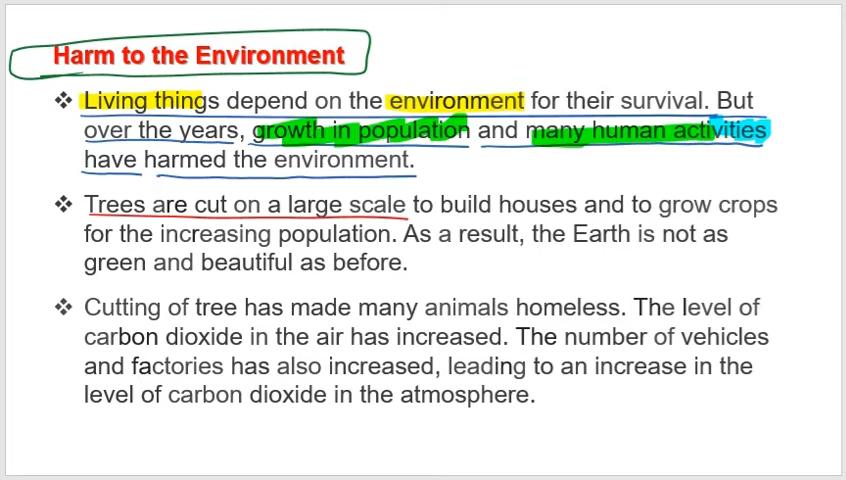 Harm to the Environment
❖ Living things depend on the environment for their survival. But
over the years, growth in population and many human activities
have harmed the environment.
❖ Trees are cut on a large scale to build houses and to grow crops
for the increasing population. As a result, the Earth is not as
green and beautiful as before.
❖ Cutting of tree has made many animals homeless. The level of
carbon dioxide in the air has increased. The number of vehicles
and factories has also increased, leading to an increase in the
level of carbon dioxide in the atmosphere.